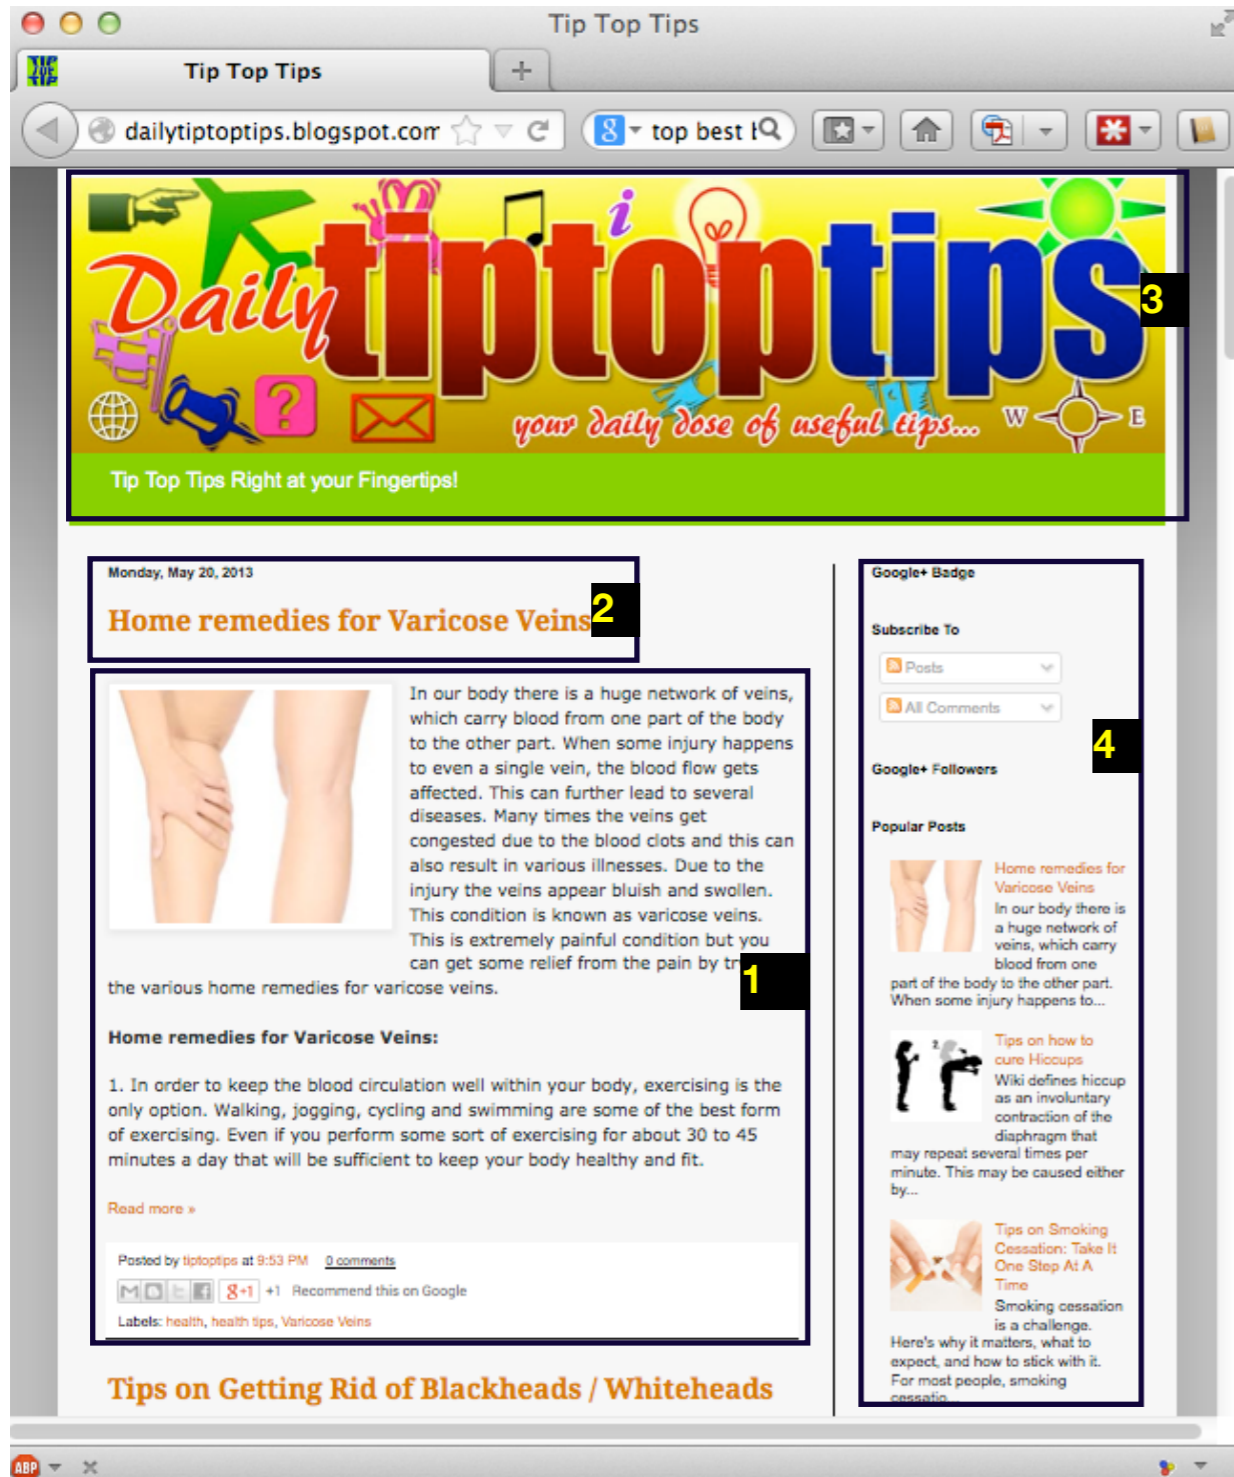 Tip Top Tips
TIP
TOP
TIP
Tip Top Tips
dailytiptoptips.blogspot.com
8
top best
i
Daily tiptoptips
3
?
your daily dose of useful tips...
W E
Tip Top Tips Right at your Fingertips!
Monday, May 20, 2013
Home remedies for Varicose Veins
2
In our body there is a huge network of veins,
which carry blood from one part of the body
to the other part. When some injury happens
to even a single vein, the blood flow gets
affected. This can further lead to several
diseases. Many times the veins get
congested due to the blood clots and this can
also result in various illnesses. Due to the
injury the veins appear bluish and swollen.
This condition is known as varicose veins.
This is extremely painful condition but you
can get some relief from the pain by
the various home remedies for varicose veins.
1
Home remedies for Varicose Veins:
1. In order to keep the blood circulation well within your body, exercising is the
only option. Walking, jogging, cycling and swimming are some of the best form
of exercising. Even if you perform some sort of exercising for about 30 to 45
minutes a day that will be sufficient to keep your body healthy and fit.
Read more »
Posted by tiptoptips at 9:53 PM 0 comments
g+1 +1 Recommend this on Google
Labels: health, health tips, Varicose Veins
Tips on Getting Rid of Blackheads / Whiteheads
Google+ Badge
Subscribe To
Posts
All Comments
4
Google+ Followers
Popular Posts
Home remedies for
Varicose Veins
In our body there is
a huge network of
veins, which carry
blood from one
part of the body to the other part.
When some injury happens to...
2.
Tips on how to
cure Hiccups
Wiki defines hiccup
as an involuntary
contraction of the
diaphragm that
may repeat several times per
minute. This may be caused either
by...
Tips on Smoking
Cessation: Take It
One Step At A
Time
Smoking cessation
is a challenge.
Here's why it matters, what to
expect, and how to stick with it.
For most people, smoking
cessatio...
ABP